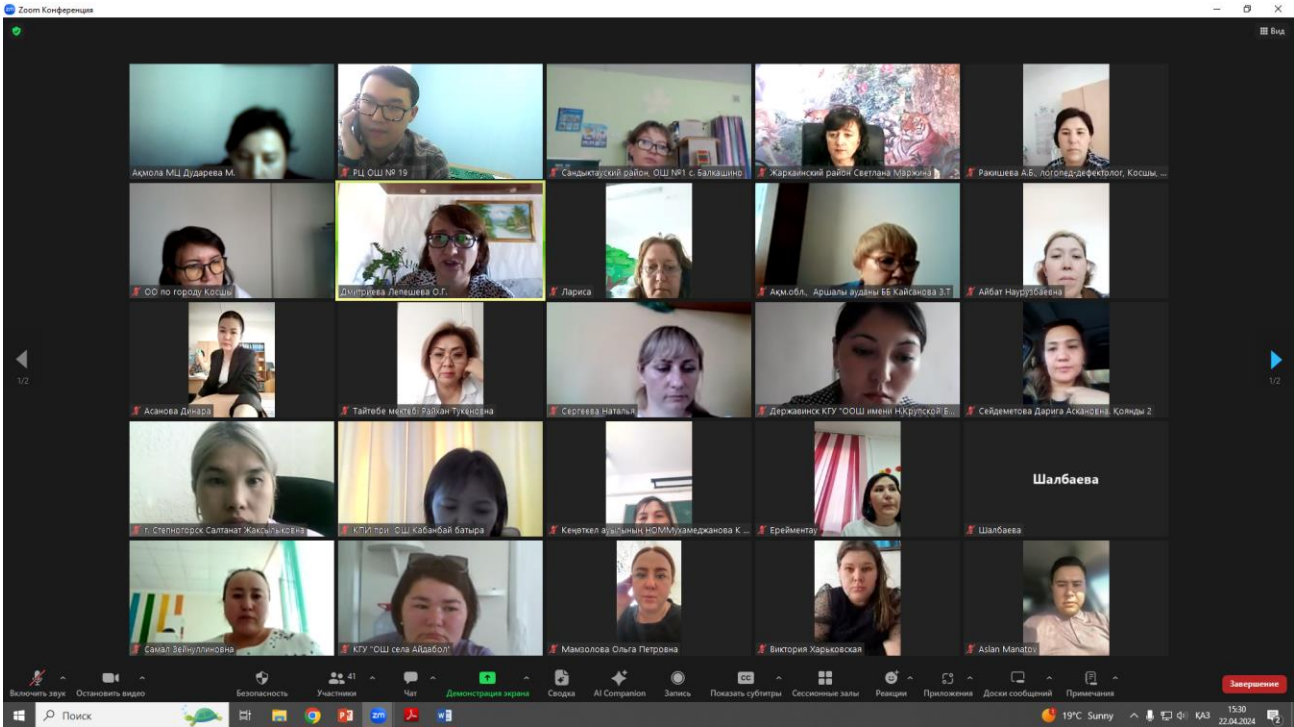 Zoom Конференция
Вид
Ақмола МЦ Дударева М.
РЦ ОШ № 19
Сандыктауский район, ОШ №1 с. Балкашино
Жаркаинский район Светлана Маржина
Ракишева А.Б., логопед-дефектолог, Косшы, ...
ОО по городу Косшы
Дмитриева Лепешева О.Г.
Лариса
Ақм.обл., Аршалы ауданы ББ Кайсанова З.Т
Айбат Наурузбаевна
Асанова Динара
Тайтөбе мектебі Райхан Тукеновна
Сергеева Наталья
Державинск КГУ "ООШ имени Н.Крупской Б...
Сейдеметова Дарига Аскановна. Қоянды 2
г. Степногорск Салтанат Жаксылыковна
КПИ при ОШ Кабанбай батыра
Кеңөткел ауылының НОММухамеджанова К ...
Ерейментау
Шалбаева
Шалбаева
Самал Зейнуллиновна
КГУ "ОШ села Айдабол"
Мамзолова Ольга Петровна
Виктория Харьковская
Aslan Manatov
1/2
1/2
Включить звук
Остановить видео
Безопасность
Участники
41
Чат
Демонстрация экрана
Сводка
AI Companion
Запись
Показать субтитры
Сессионные залы
Реакции
Приложения
Доски сообщений
Примечания
Завершение
Поиск
19°C Sunny
ҚАЗ
15:30
22.04.2024